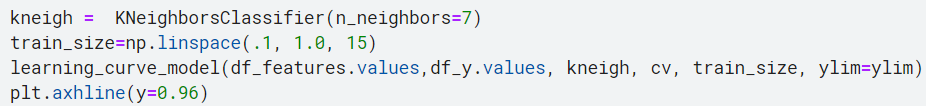 kneigh =  KNeighborsClassifier(n_neighbors=7)
train_size=np.linspace(.1, 1.0, 15)
learning_curve_model(df_features.values,df_y.values, kneigh, cv, train_size, ylim=ylim)
plt.axhline(y=0.96)